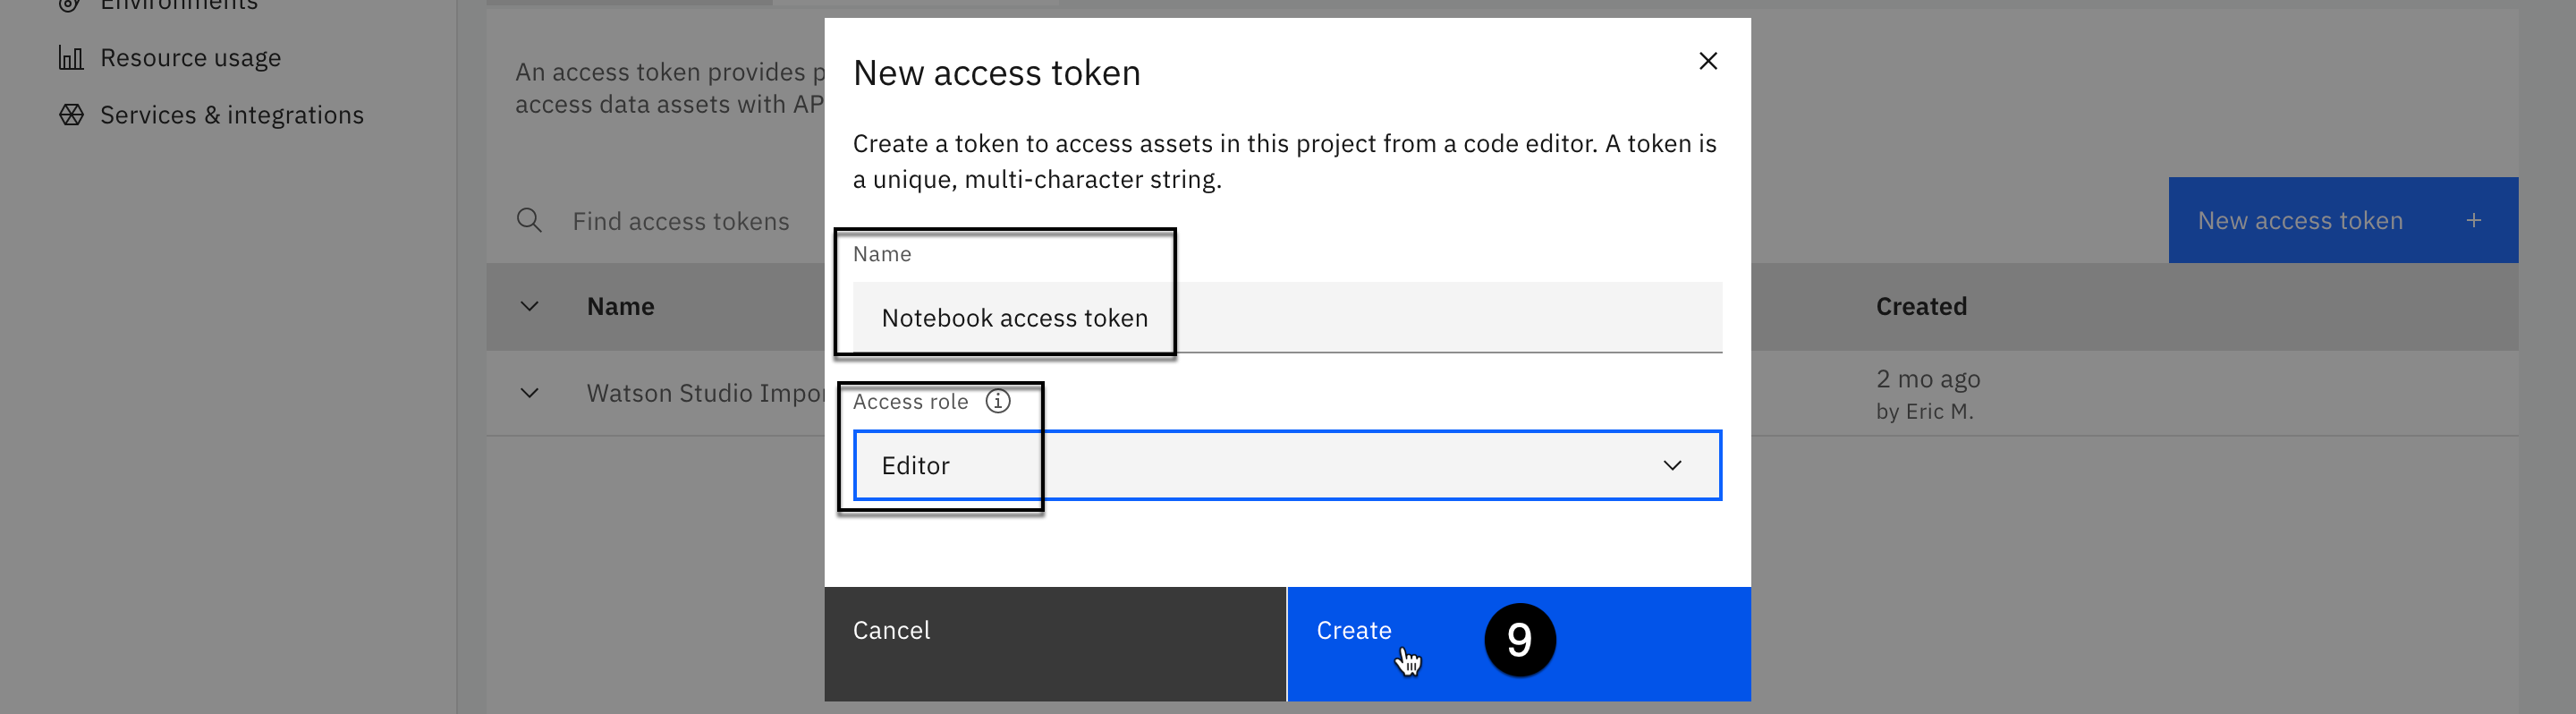 Environments
Resource usage
Services & integrations
An access token provides p
access data assets with AP
Find access tokens
New access token +
Name
Created
Watson Studio Impor
2 mo ago
by Eric M.
New access token
Create a token to access assets in this project from a code editor. A token is
a unique, multi-character string.
Name
Notebook access token
Access role
Editor
Cancel
Create
9